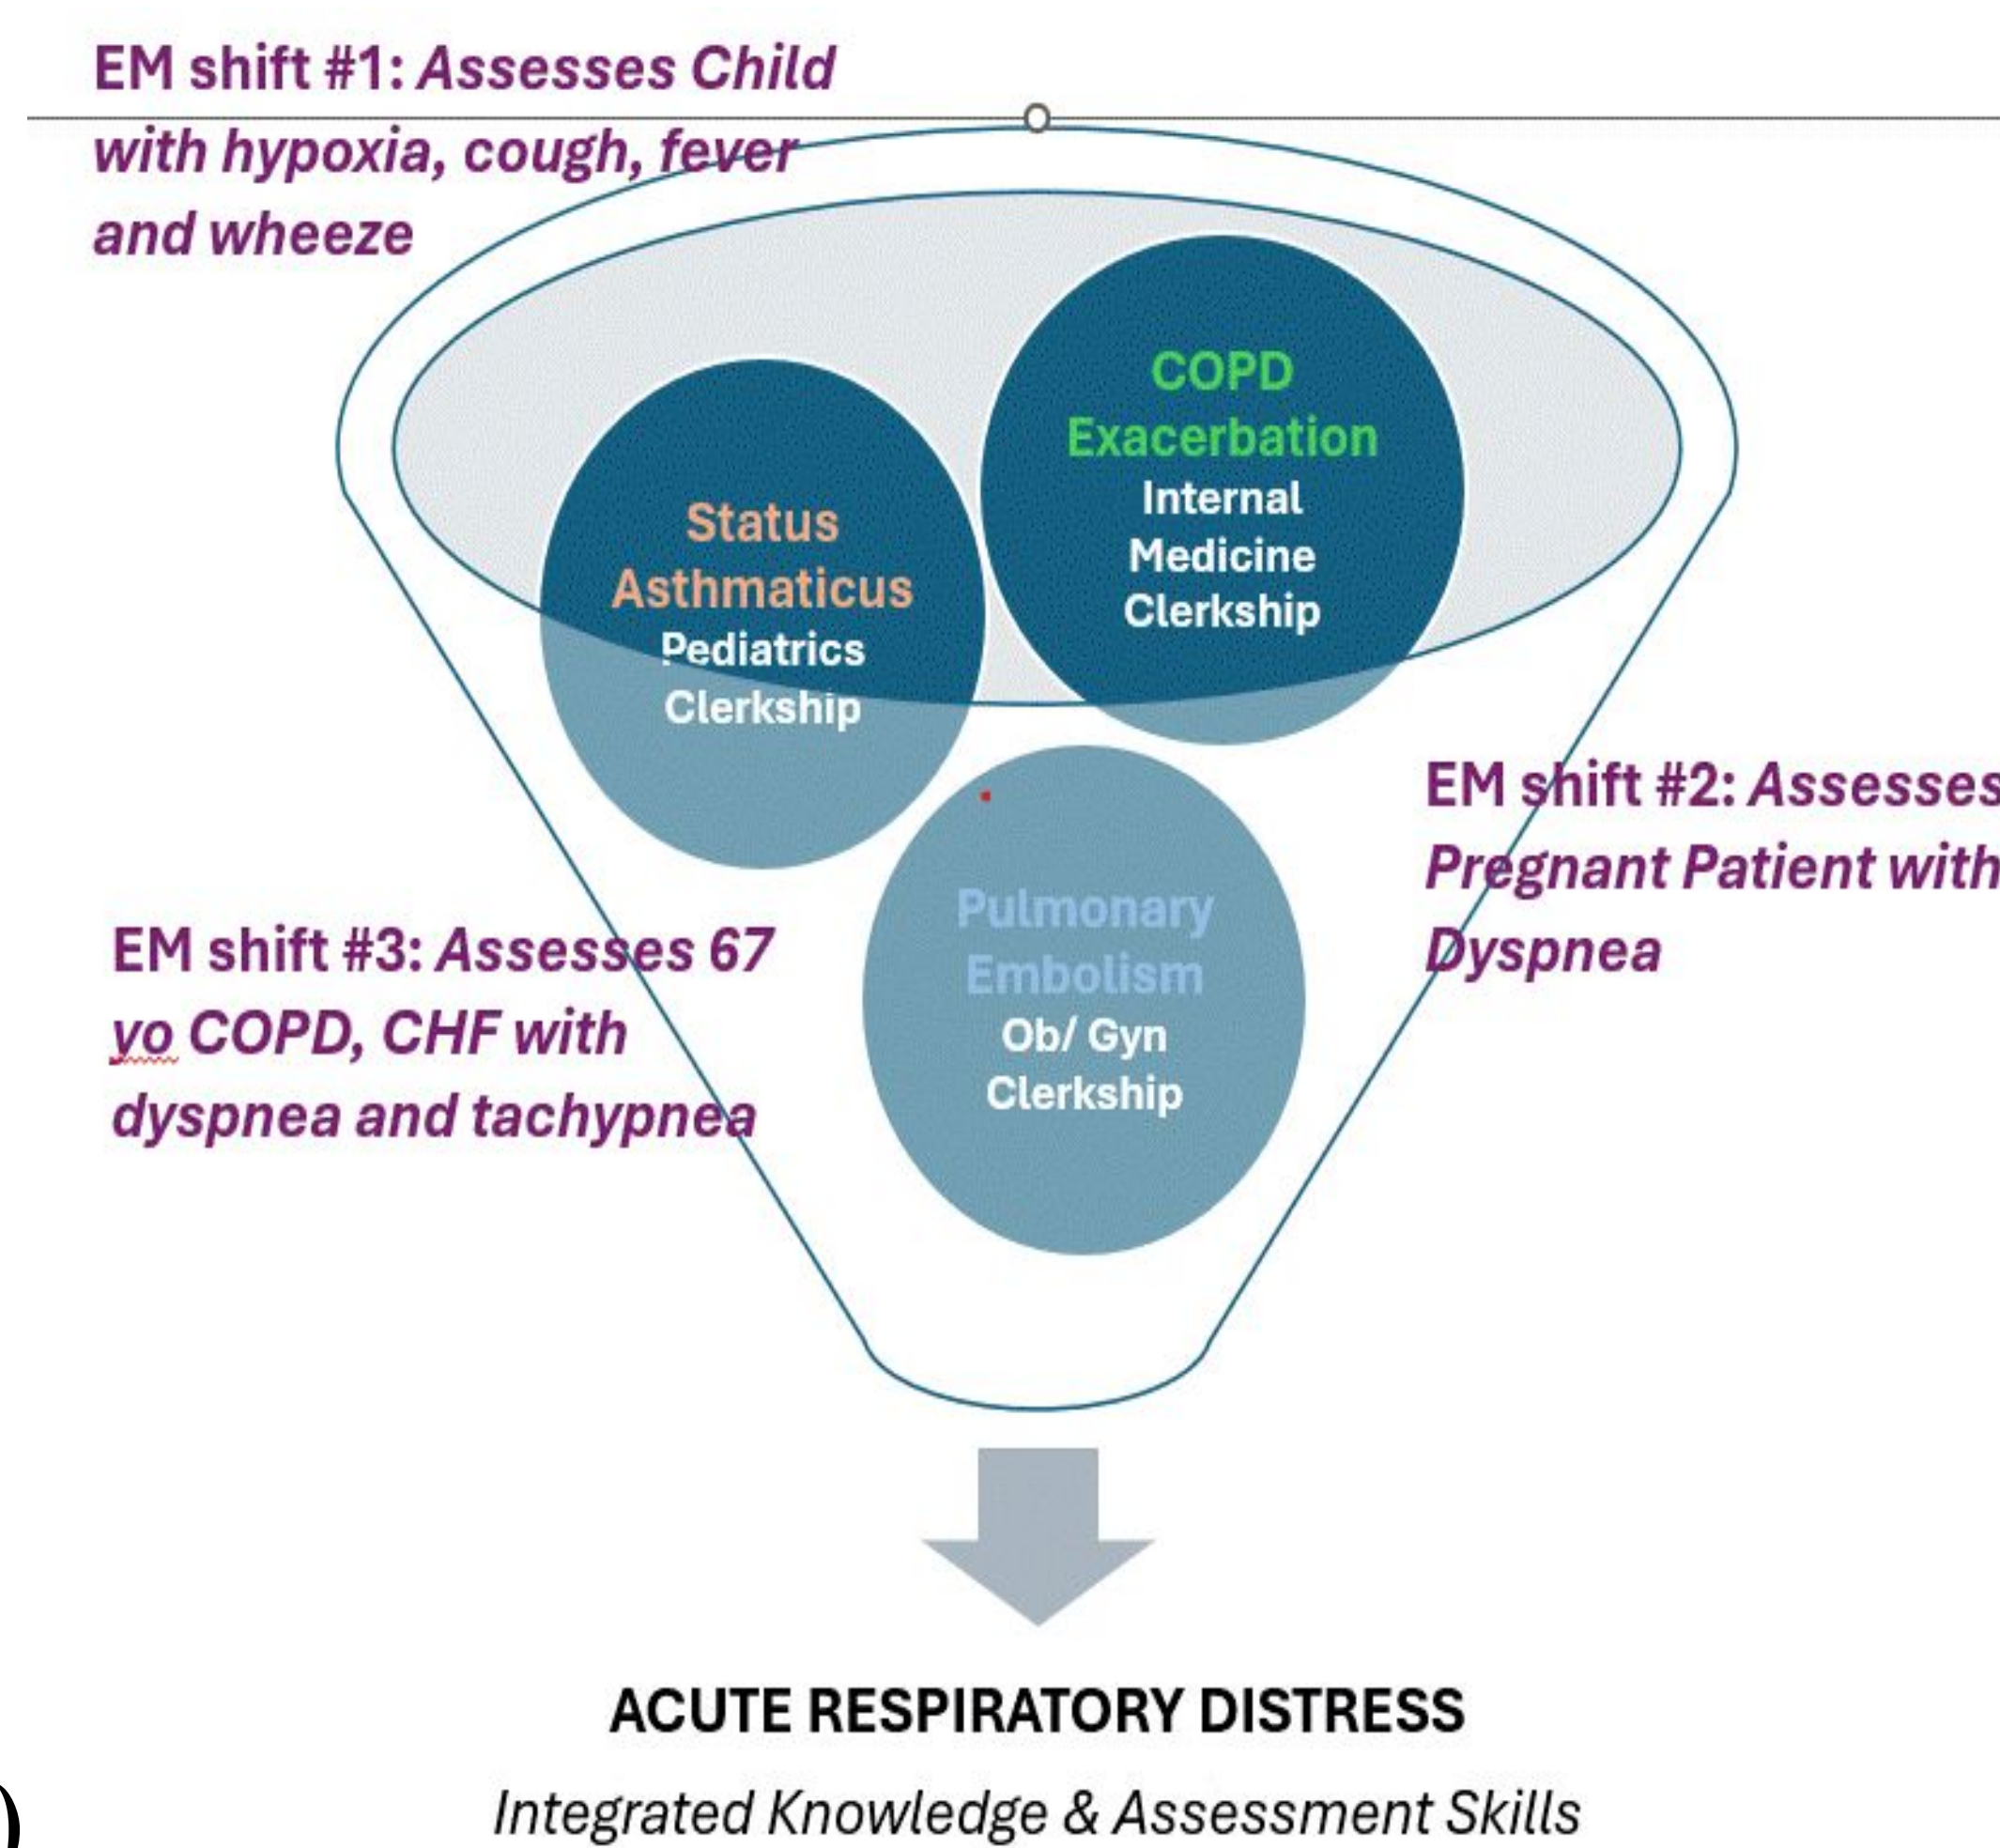 EM shift #1: Assesses Child
with hypoxia, cough, fever
and wheeze
COPD
Exacerbation
Internal
Medicine
Clerkship
Status
Asthmaticus
Pediatrics
Clerkship
EM shift #2: Assesses
Pregnant Patient with
Dyspnea
Pulmonary
Embolism
Ob/ Gyn
Clerkship
EM shift #3: Assesses 67
yo COPD, CHF with
dyspnea and tachypnea
ACUTE RESPIRATORY DISTRESS
Integrated Knowledge & Assessment Skills
)